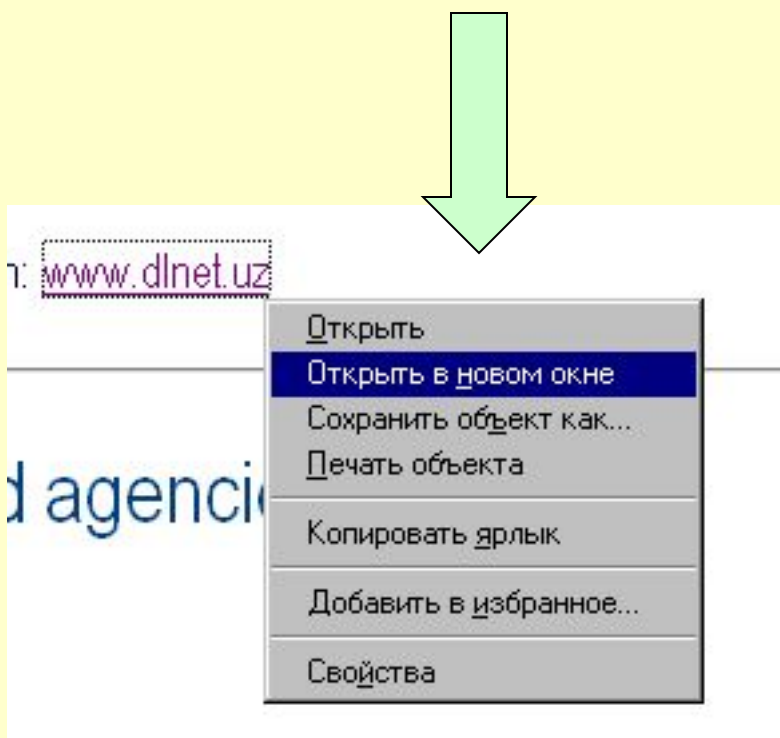 n: www.dlnet.uz
Открыть
Открыть в новом окне
Сохранить объект как...
Печать объекта
d agenci
Копировать ярлык
Добавить в избранное...
Свойства